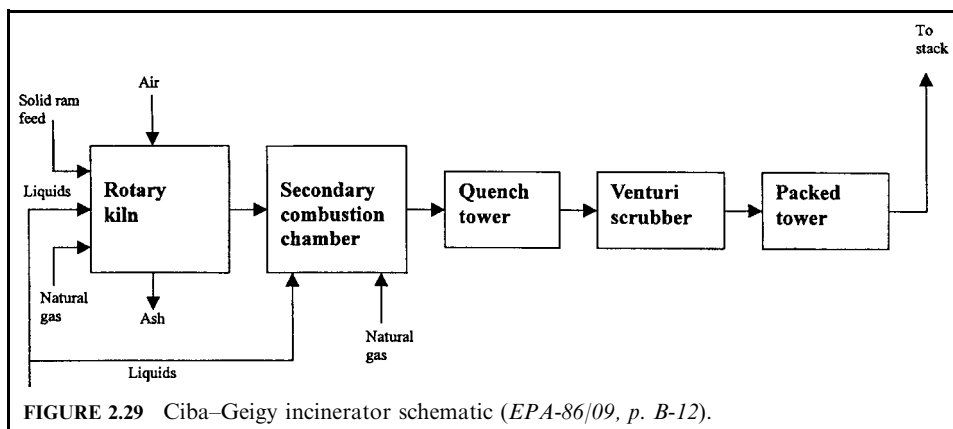 To
stack
Air
Solid ram
feed
Liquids
Rotary
kiln
Secondary
combustion
chamber
Quench
tower
Venturi
scrubber
Packed
tower
Natural
gas
Ash
Natural
gas
Liquids
FIGURE 2.29 Ciba–Geigy incinerator schematic (EPA-86/09, p. B-12).